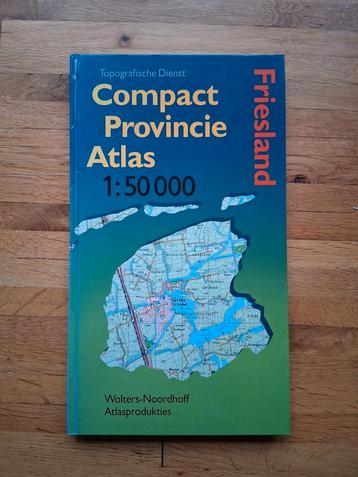 Topografische Dienst
Compact
Provincie
Atlas
1:50 000
Friesland
Grou
Wolters-Noordhoff
Atlasprodukties